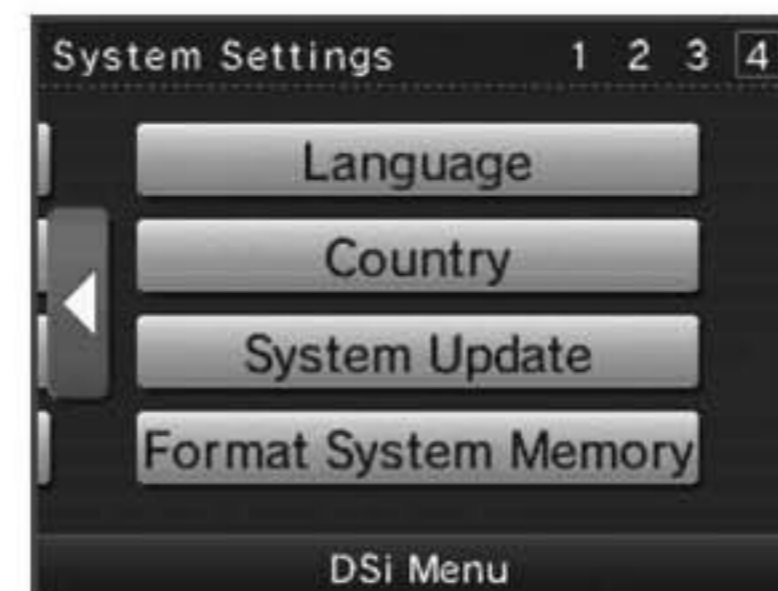 System Settings 1 2 3 4
Language
Country
System Update
Format System Memory
DSi Menu